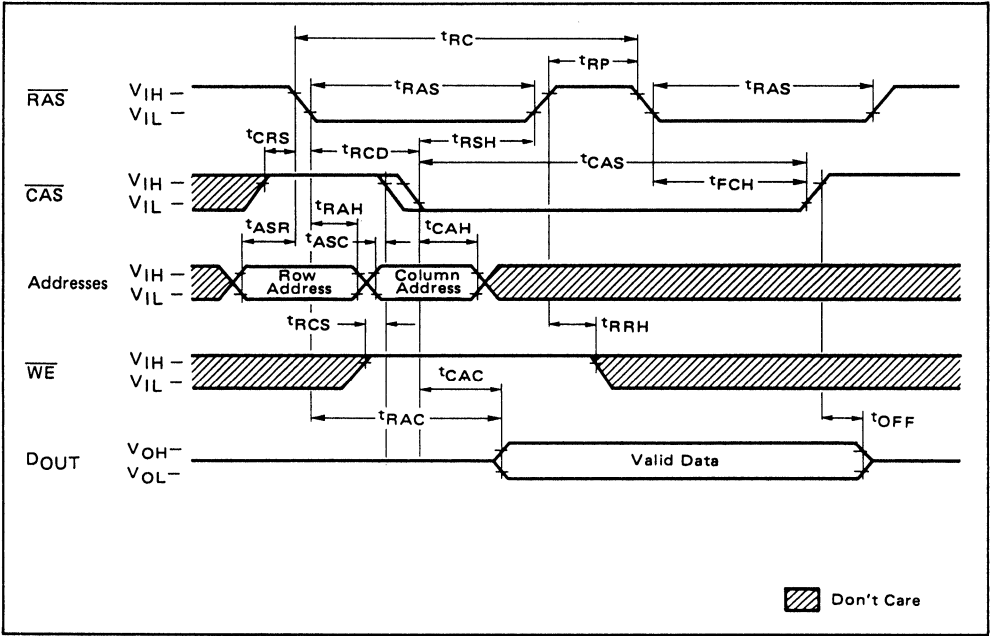 tRC
tRP
RAS
VIH
VIL
tRAS
tRAS
tCRS
tRCD
tRSH
tCAS
CAS
VIH
VIL
tFCH
tRAH
tASR
tASC
tCAH
Addresses
VIH
VIL
Row
Address
Column
Address
tRCS
tRRH
WE
VIH
VIL
tCAC
tRAC
tOFF
DOUT
VOH
VOL
Valid Data
Don't Care